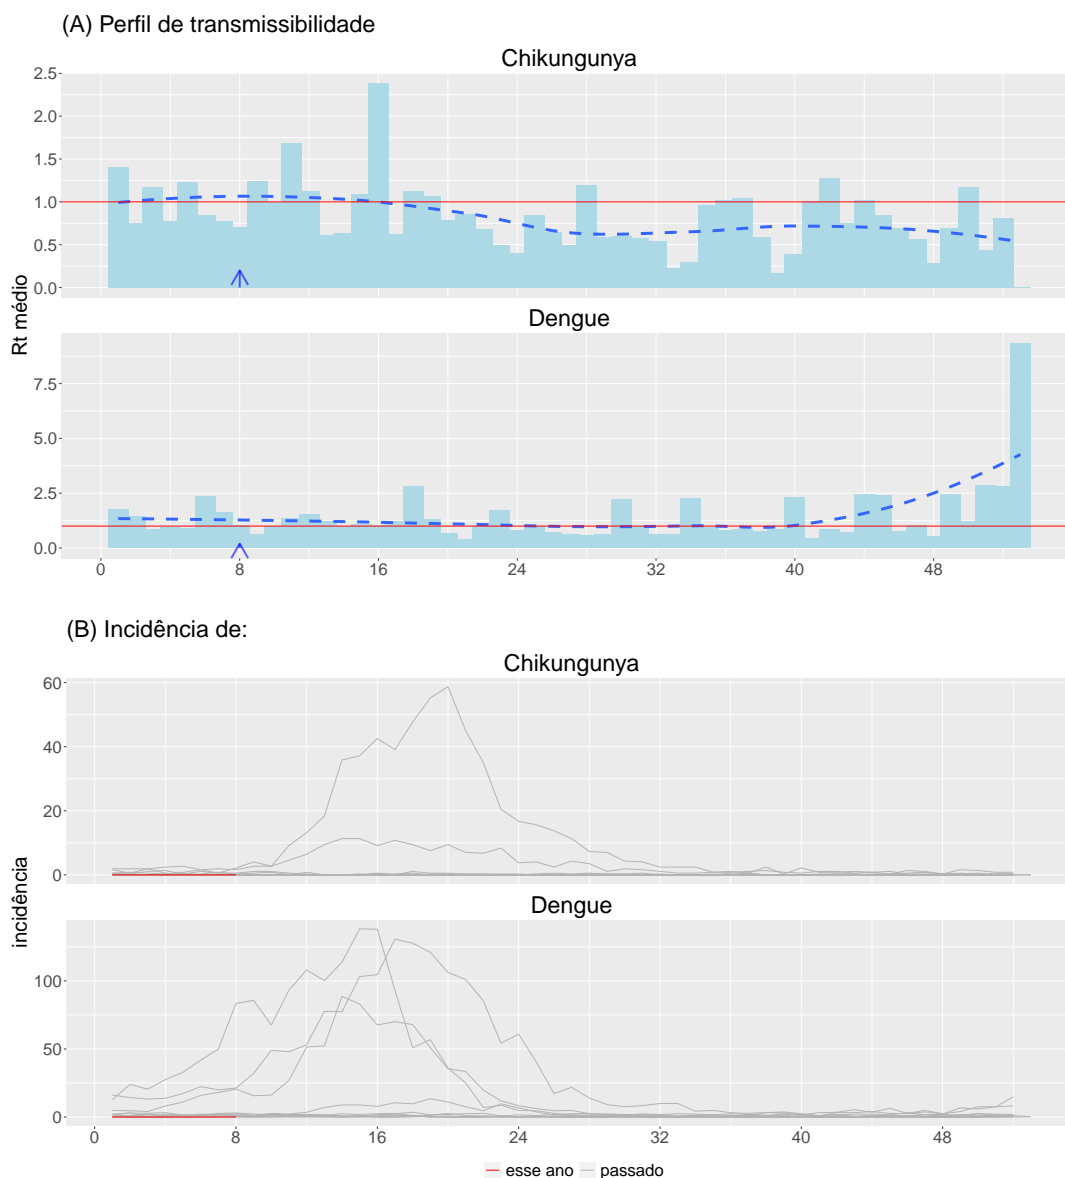 (A) Perfil de transmissibilidade
Chikungunya
2.5
2.0
1.5
1.0
0.5
0.0
Rt médio
Dengue
7.5
5.0
2.5
0.0
0 8 16 24 32 40 48
(B) Incidência de:
Chikungunya
60
40
20
0
incidência
Dengue
100
50
0
0 8 16 24 32 40 48
esse ano passado